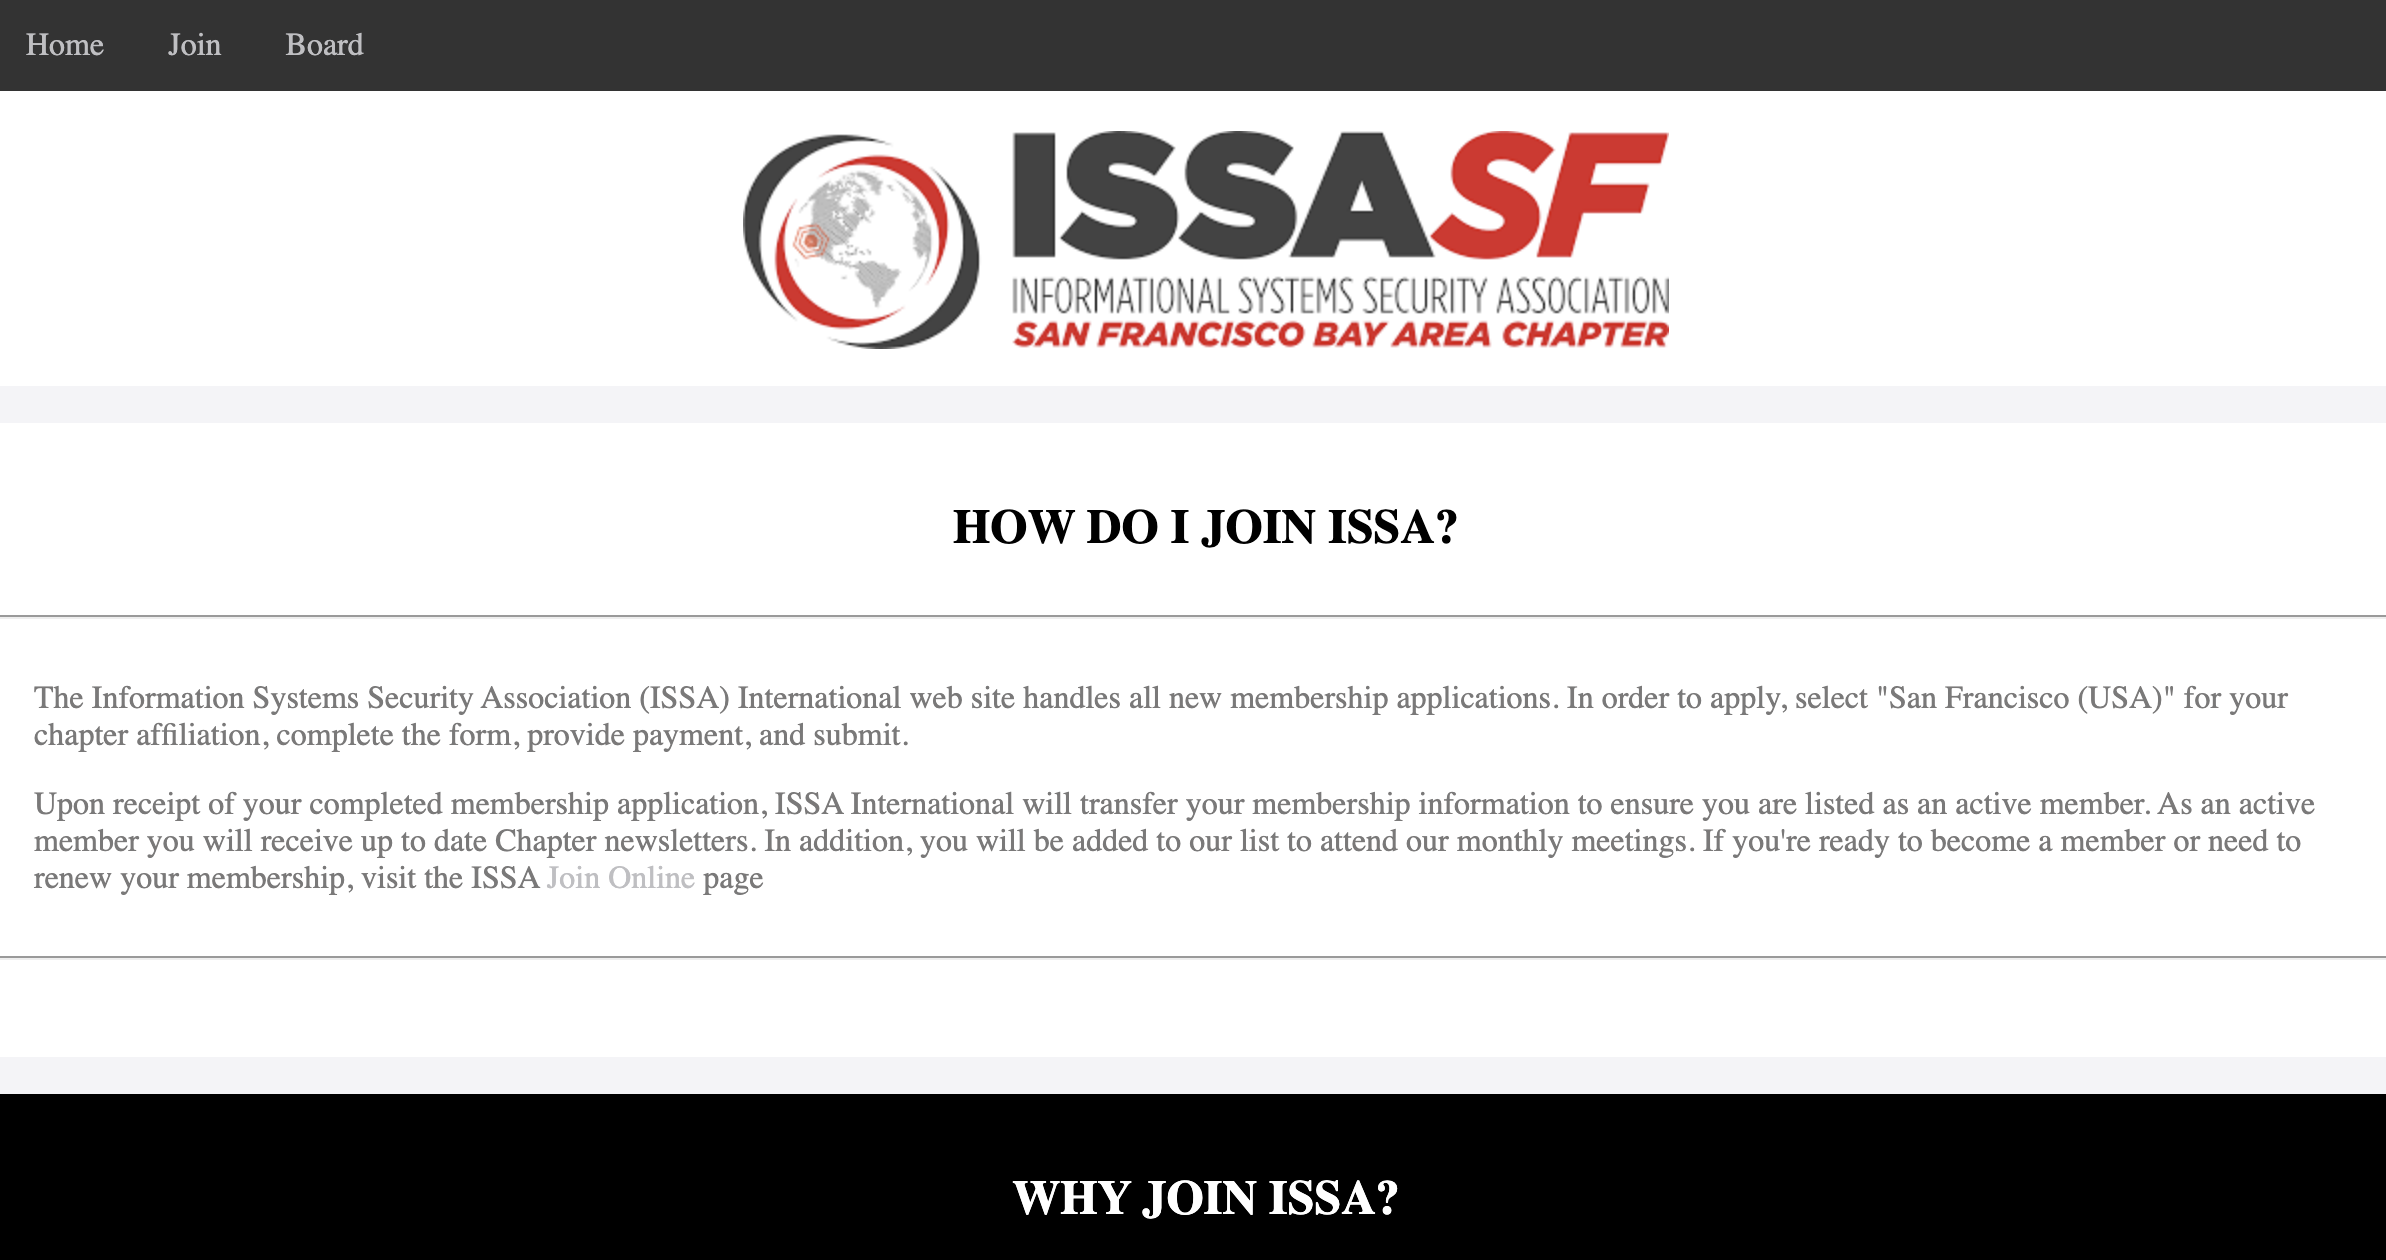 Home Join Board
ISSASF
INFORMATIONAL SYSTEMS SECURITY ASSOCIATION
SAN FRANCISCO BAY AREA CHAPTER
HOW DO I JOIN ISSA?
The Information Systems Security Association (ISSA) International web site handles all new membership applications. In order to apply, select "San Francisco (USA)" for your
chapter affiliation, complete the form, provide payment, and submit.
Upon receipt of your completed membership application, ISSA International will transfer your membership information to ensure you are listed as an active member. As an active
member you will receive up to date Chapter newsletters. In addition, you will be added to our list to attend our monthly meetings. If you're ready to become a member or need to
renew your membership, visit the ISSA Join Online page
WHY JOIN ISSA?